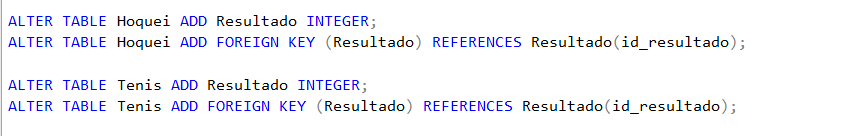 ALTER TABLE Hoquei ADD Resultado INTEGER;
ALTER TABLE Hoquei ADD FOREIGN KEY (Resultado) REFERENCES Resultado(id_resultado);
ALTER TABLE Tenis ADD Resultado INTEGER;
ALTER TABLE Tenis ADD FOREIGN KEY (Resultado) REFERENCES Resultado(id_resultado);